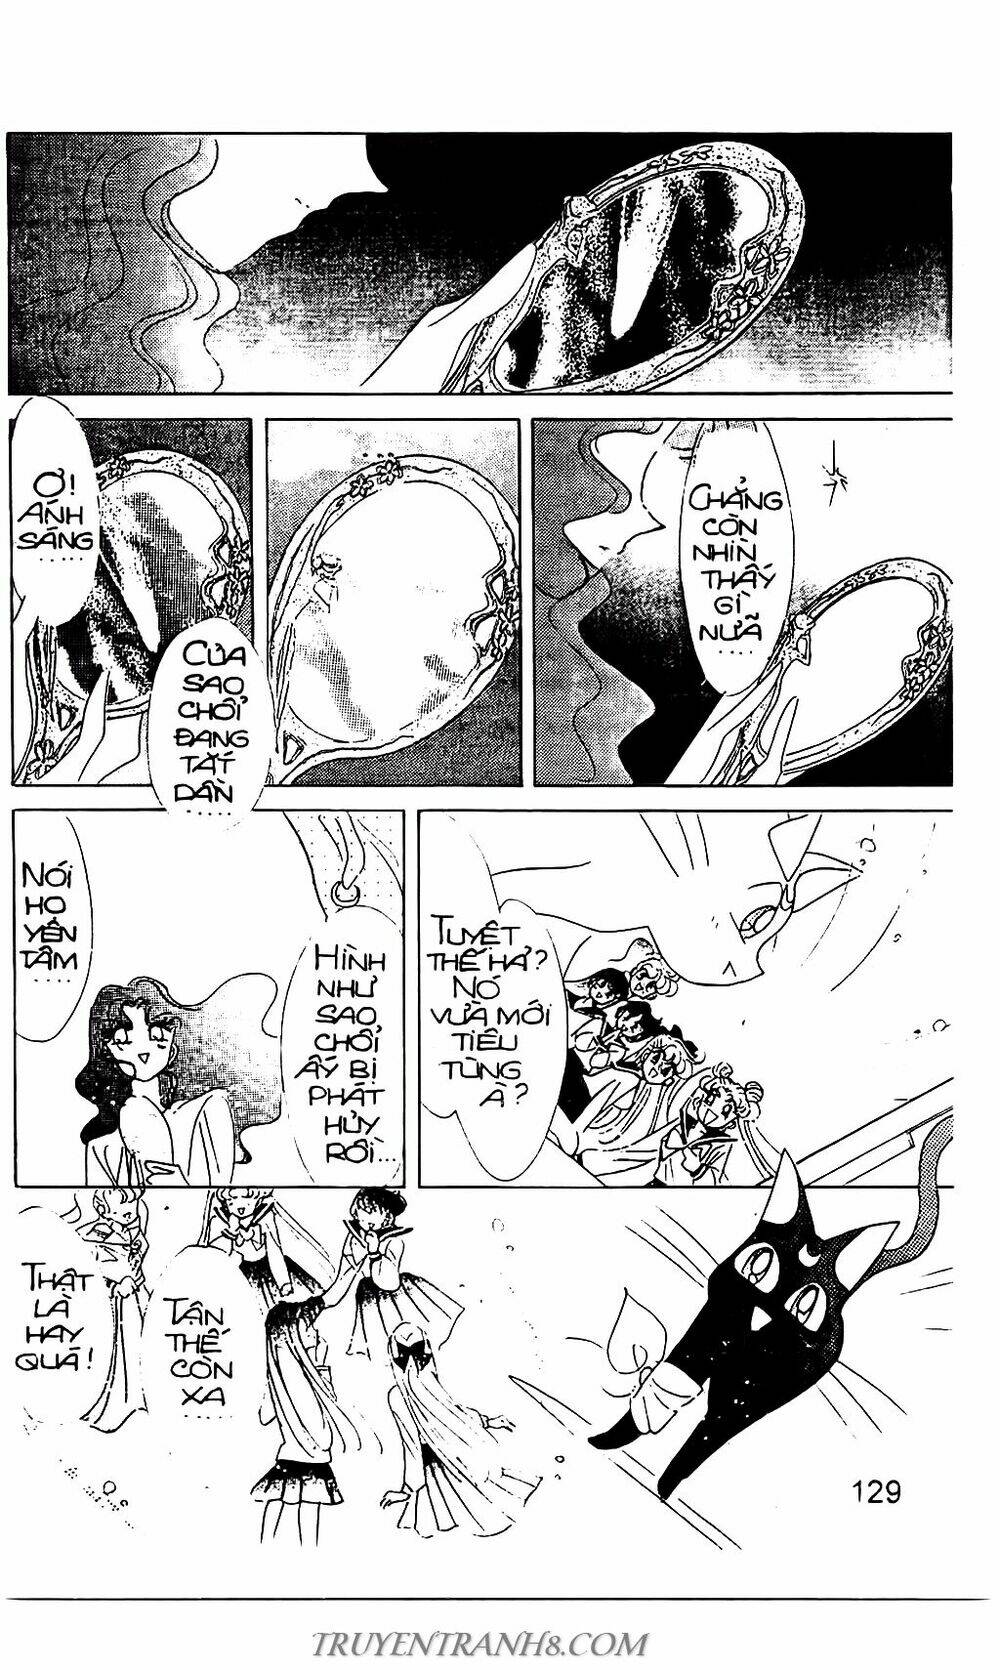 Ơ!
ÁNH
SÁNG
.....
CỦA
SAO
CHỔI
ĐANG
TẮT
DẦN
.....
CHẲNG
CÒN
NHÌN
THẤY
GÌ
NỮA
.....
NÓI
HỌ
YÊN
TÂM
.....
HÌNH
NHƯ
SAO
CHỔI
ẤY BỊ
PHÁT
HỦY
RỒI...
TUYỆT
THẾ HẢ?
NÓ
VỪA MỚI
TIÊU
TÙNG
À?
THẬT
LÀ
HAY
QUÁ!
TẬN
THẾ
CÒN
XA
.....
129
TRUYENTRANH8.COM